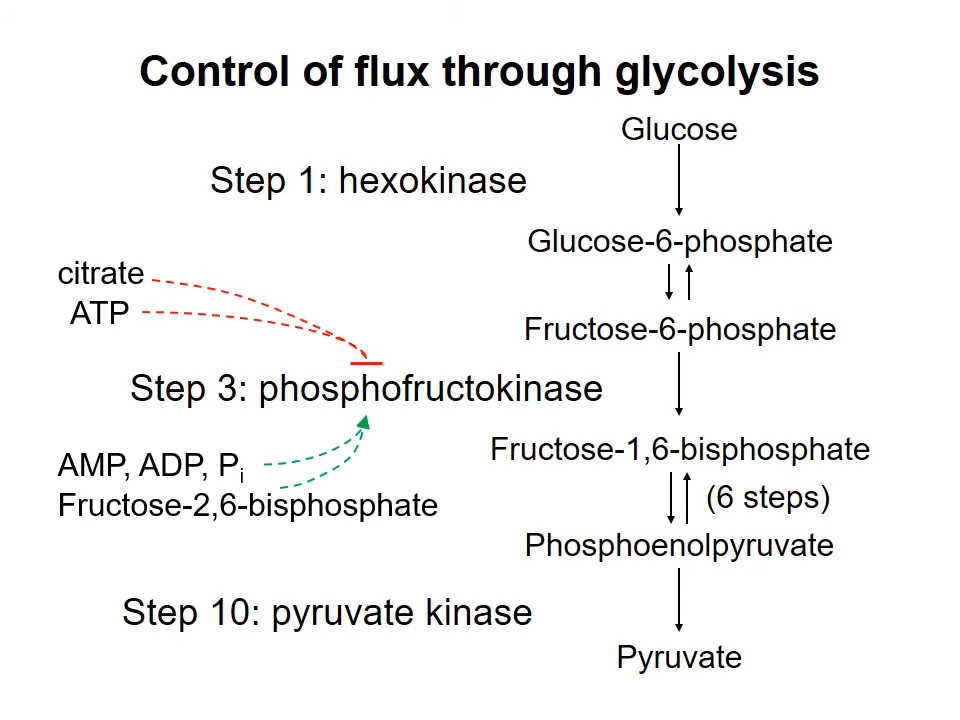 Control of flux through glycolysis
Glucose
Step 1: hexokinase
Glucose-6-phosphate
citrate
ATP
Fructose-6-phosphate
Step 3: phosphofructokinase
Fructose-1,6-bisphosphate
AMP, ADP, Pi
(6 steps)
Fructose-2,6-bisphosphate
Phosphoenolpyruvate
Step 10: pyruvate kinase
Pyruvate